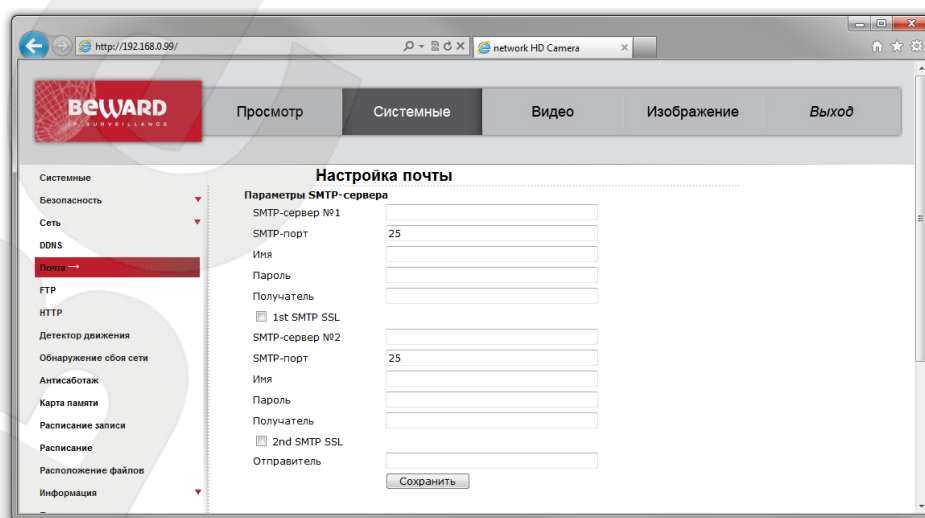 http://192.168.0.99/
network HD Camera
BEWARD
IP SURVEILLANCE
Просмотр
Системные
Видео
Изображение
Выход
Системные
Безопасность
Сеть
DDNS
Почта
FTP
HTTP
Детектор движения
Обнаружение сбоя сети
Антисаботаж
Карта памяти
Расписание записи
Расписание
Расположение файлов
Информация
Настройка почты
Параметры SMTP-сервера
SMTP-сервер №1
SMTP-порт 25
Имя
Пароль
Получатель
1st SMTP SSL
SMTP-сервер №2
SMTP-порт 25
Имя
Пароль
Получатель
2nd SMTP SSL
Отправитель
Сохранить